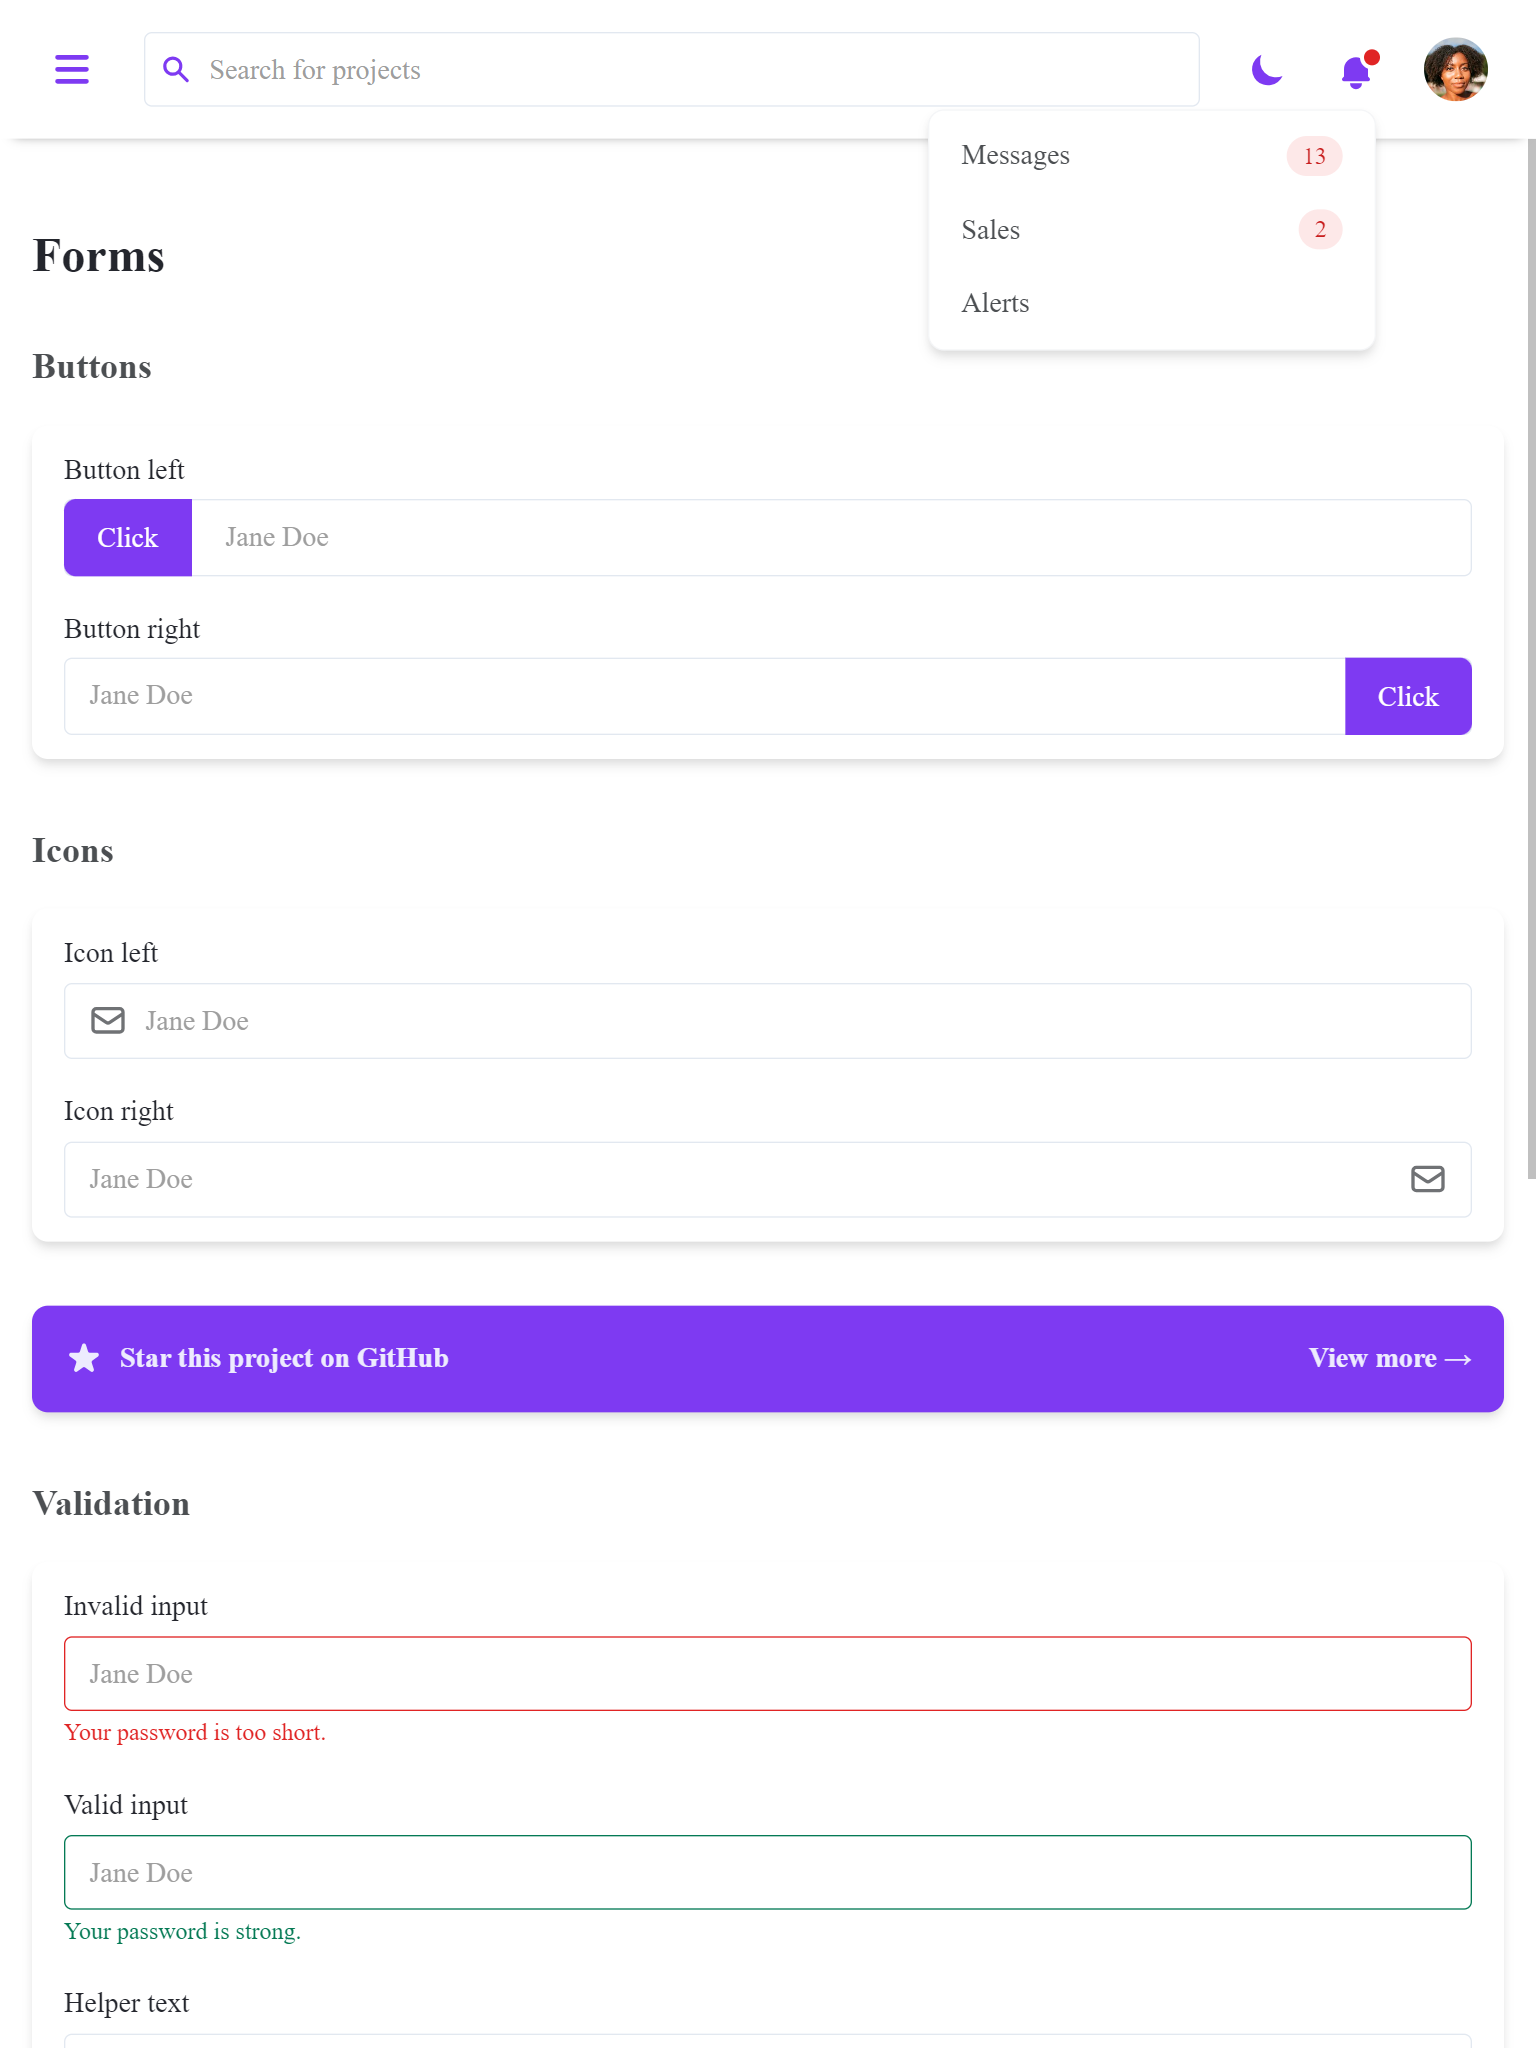 Search for projects
Messages 13
Sales 2
Alerts
Forms
Buttons
Button left
Click Jane Doe
Button right
Jane Doe Click
Icons
Icon left
Jane Doe
Icon right
Jane Doe
Star this project on GitHub View more →
Validation
Invalid input
Jane Doe
Your password is too short.
Valid input
Jane Doe
Your password is strong.
Helper text